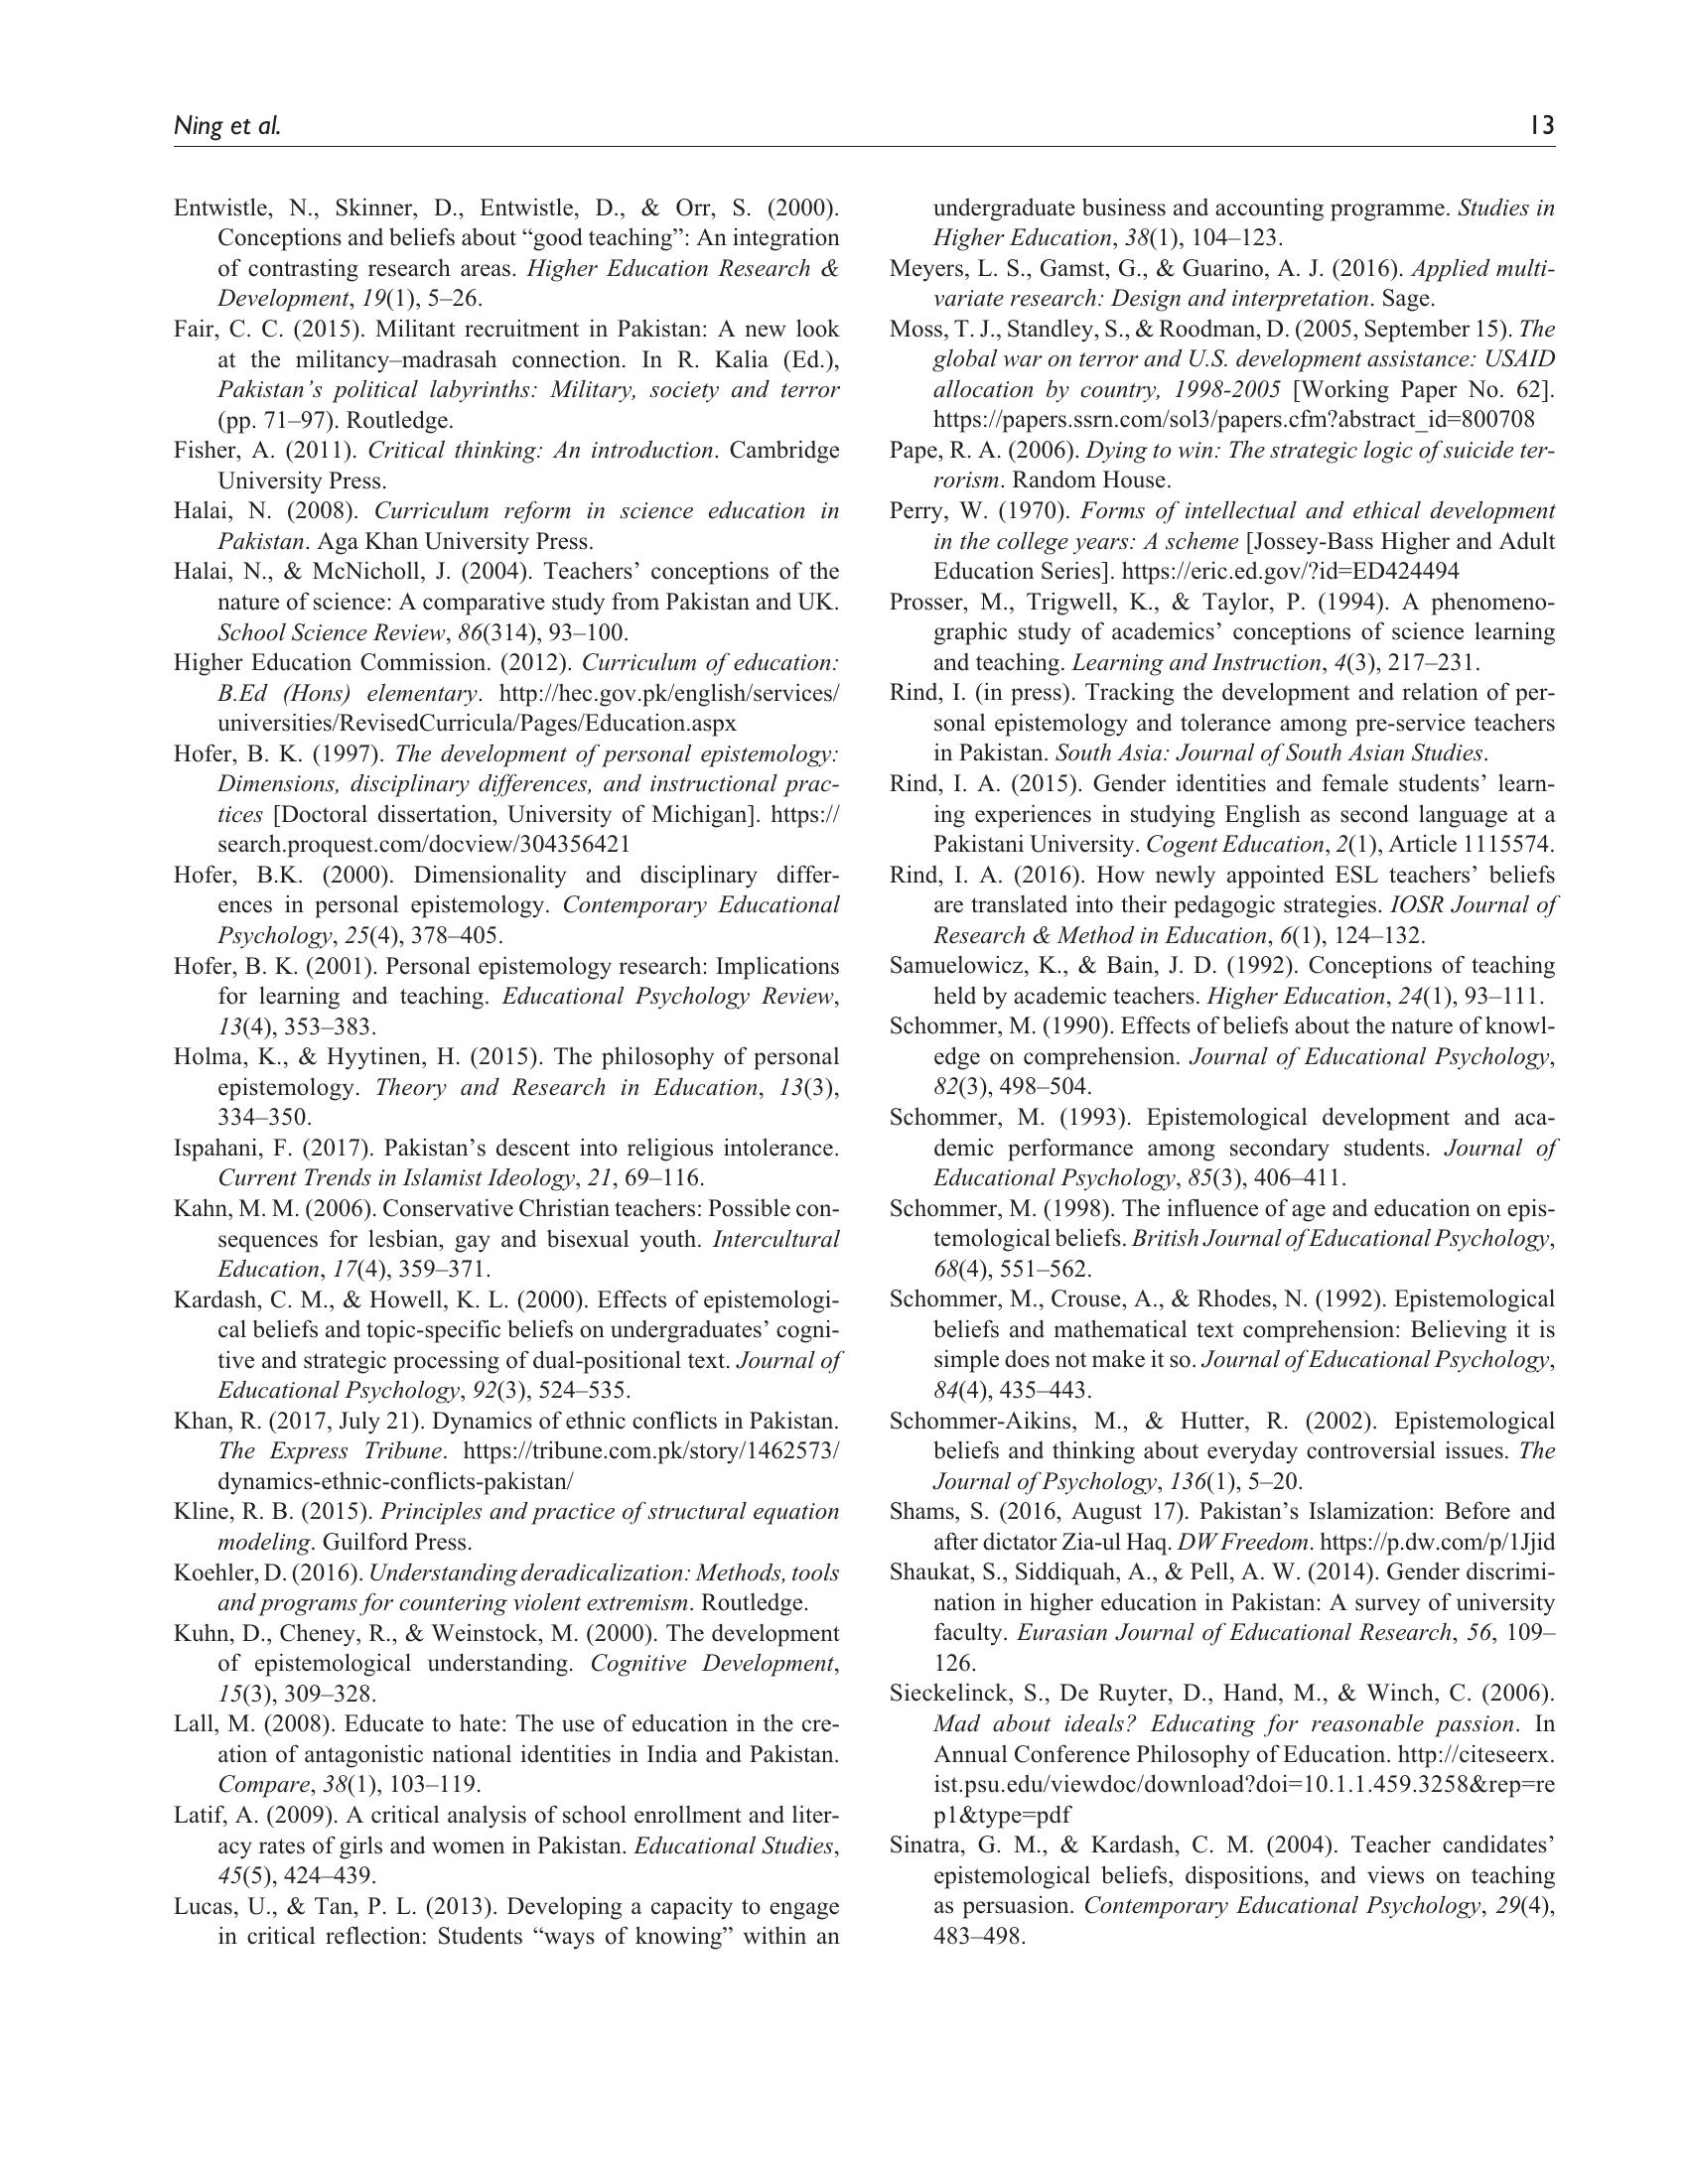 Ning et al.
13
Entwistle, N., Skinner, D., Entwistle, D., & Orr, S. (2000).
Conceptions and beliefs about “good teaching”: An integration
of contrasting research areas. Higher Education Research &
Development, 19(1), 5–26.
Fair, C. C. (2015). Militant recruitment in Pakistan: A new look
at the militancy–madrasah connection. In R. Kalia (Ed.),
Pakistan’s political labyrinths: Military, society and terror
(pp. 71–97). Routledge.
Fisher, A. (2011). Critical thinking: An introduction. Cambridge
University Press.
Halai, N. (2008). Curriculum reform in science education in
Pakistan. Aga Khan University Press.
Halai, N., & McNicholl, J. (2004). Teachers’ conceptions of the
nature of science: A comparative study from Pakistan and UK.
School Science Review, 86(314), 93–100.
Higher Education Commission. (2012). Curriculum of education:
B.Ed (Hons) elementary. http://hec.gov.pk/english/services/
universities/RevisedCurricula/Pages/Education.aspx
Hofer, B. K. (1997). The development of personal epistemology:
Dimensions, disciplinary differences, and instructional prac-
tices [Doctoral dissertation, University of Michigan]. https://
search.proquest.com/docview/304356421
Hofer, B.K. (2000). Dimensionality and disciplinary differ-
ences in personal epistemology. Contemporary Educational
Psychology, 25(4), 378–405.
Hofer, B. K. (2001). Personal epistemology research: Implications
for learning and teaching. Educational Psychology Review,
13(4), 353–383.
Holma, K., & Hyytinen, H. (2015). The philosophy of personal
epistemology. Theory and Research in Education, 13(3),
334–350.
Ispahani, F. (2017). Pakistan’s descent into religious intolerance.
Current Trends in Islamist Ideology, 21, 69–116.
Kahn, M. M. (2006). Conservative Christian teachers: Possible con-
sequences for lesbian, gay and bisexual youth. Intercultural
Education, 17(4), 359–371.
Kardash, C. M., & Howell, K. L. (2000). Effects of epistemologi-
cal beliefs and topic-specific beliefs on undergraduates’ cogni-
tive and strategic processing of dual-positional text. Journal of
Educational Psychology, 92(3), 524–535.
Khan, R. (2017, July 21). Dynamics of ethnic conflicts in Pakistan.
The Express Tribune. https://tribune.com.pk/story/1462573/
dynamics-ethnic-conflicts-pakistan/
Kline, R. B. (2015). Principles and practice of structural equation
modeling. Guilford Press.
Koehler, D. (2016). Understanding deradicalization: Methods, tools
and programs for countering violent extremism. Routledge.
Kuhn, D., Cheney, R., & Weinstock, M. (2000). The development
of epistemological understanding. Cognitive Development,
15(3), 309–328.
Lall, M. (2008). Educate to hate: The use of education in the cre-
ation of antagonistic national identities in India and Pakistan.
Compare, 38(1), 103–119.
Latif, A. (2009). A critical analysis of school enrollment and liter-
acy rates of girls and women in Pakistan. Educational Studies,
45(5), 424–439.
Lucas, U., & Tan, P. L. (2013). Developing a capacity to engage
in critical reflection: Students “ways of knowing” within an
undergraduate business and accounting programme. Studies in
Higher Education, 38(1), 104–123.
Meyers, L. S., Gamst, G., & Guarino, A. J. (2016). Applied multi-
variate research: Design and interpretation. Sage.
Moss, T. J., Standley, S., & Roodman, D. (2005, September 15). The
global war on terror and U.S. development assistance: USAID
allocation by country, 1998-2005 [Working Paper No. 62].
https://papers.ssrn.com/sol3/papers.cfm?abstract_id=800708
Pape, R. A. (2006). Dying to win: The strategic logic of suicide ter-
rorism. Random House.
Perry, W. (1970). Forms of intellectual and ethical development
in the college years: A scheme [Jossey-Bass Higher and Adult
Education Series]. https://eric.ed.gov/?id=ED424494
Prosser, M., Trigwell, K., & Taylor, P. (1994). A phenomeno-
graphic study of academics’ conceptions of science learning
and teaching. Learning and Instruction, 4(3), 217–231.
Rind, I. (in press). Tracking the development and relation of per-
sonal epistemology and tolerance among pre-service teachers
in Pakistan. South Asia: Journal of South Asian Studies.
Rind, I. A. (2015). Gender identities and female students’ learn-
ing experiences in studying English as second language at a
Pakistani University. Cogent Education, 2(1), Article 1115574.
Rind, I. A. (2016). How newly appointed ESL teachers’ beliefs
are translated into their pedagogic strategies. IOSR Journal of
Research & Method in Education, 6(1), 124–132.
Samuelowicz, K., & Bain, J. D. (1992). Conceptions of teaching
held by academic teachers. Higher Education, 24(1), 93–111.
Schommer, M. (1990). Effects of beliefs about the nature of knowl-
edge on comprehension. Journal of Educational Psychology,
82(3), 498–504.
Schommer, M. (1993). Epistemological development and aca-
demic performance among secondary students. Journal of
Educational Psychology, 85(3), 406–411.
Schommer, M. (1998). The influence of age and education on epis-
temological beliefs. British Journal of Educational Psychology,
68(4), 551–562.
Schommer, M., Crouse, A., & Rhodes, N. (1992). Epistemological
beliefs and mathematical text comprehension: Believing it is
simple does not make it so. Journal of Educational Psychology,
84(4), 435–443.
Schommer-Aikins, M., & Hutter, R. (2002). Epistemological
beliefs and thinking about everyday controversial issues. The
Journal of Psychology, 136(1), 5–20.
Shams, S. (2016, August 17). Pakistan’s Islamization: Before and
after dictator Zia-ul Haq. DW Freedom. https://p.dw.com/p/1Jjid
Shaukat, S., Siddiquah, A., & Pell, A. W. (2014). Gender discrimi-
nation in higher education in Pakistan: A survey of university
faculty. Eurasian Journal of Educational Research, 56, 109–
126.
Sieckelinck, S., De Ruyter, D., Hand, M., & Winch, C. (2006).
Mad about ideals? Educating for reasonable passion. In
Annual Conference Philosophy of Education. http://citeseerx.
ist.psu.edu/viewdoc/download?doi=10.1.1.459.3258&rep=re
p1&type=pdf
Sinatra, G. M., & Kardash, C. M. (2004). Teacher candidates’
epistemological beliefs, dispositions, and views on teaching
as persuasion. Contemporary Educational Psychology, 29(4),
483–498.